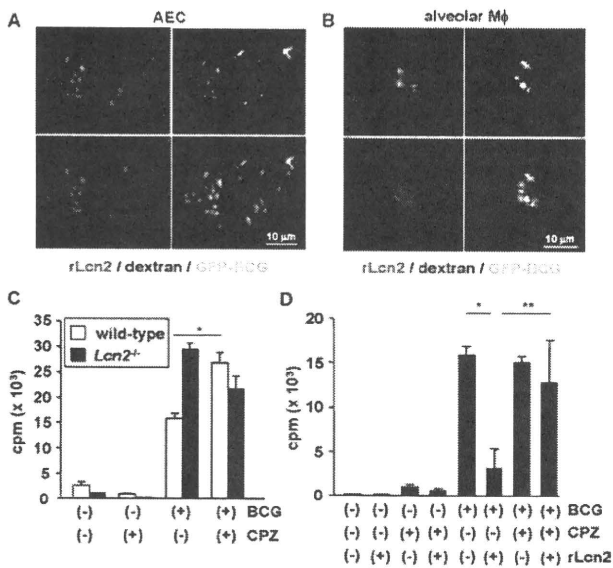 A AEC
B alveolar Mϕ
10 μm
10 μm
rLcn2 / dextran / GFP-BCG
rLcn2 / dextran / GFP-BCG
C
cpm (x 10³)
35
30
25
20
15
10
5
0
wild-type
Lcn2-/-
*
(-) (-) (+) (+) BCG
(-) (+) (-) (+) CPZ
D
cpm (x 10³)
20
15
10
5
0
* **
(-) (-) (-) (-) (+) (+) (+) (+) BCG
(-) (-) (+) (+) (-) (-) (+) (+) CPZ
(-) (+) (-) (+) (-) (+) (-) (+) rLcn2